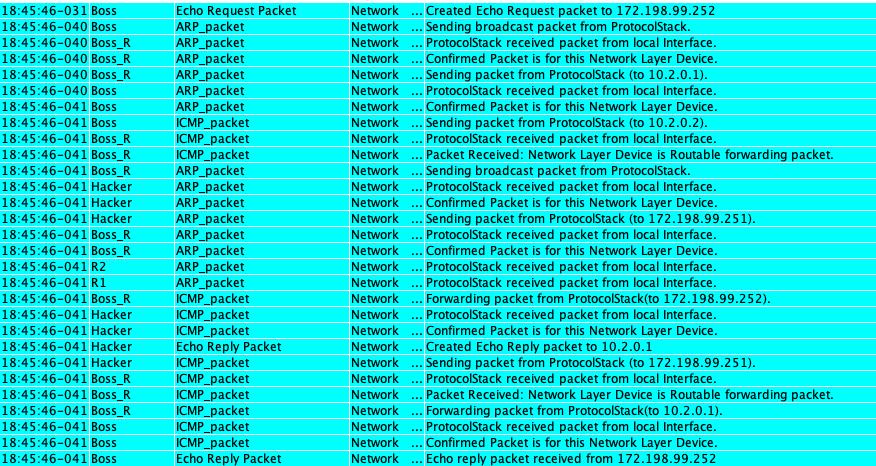 18:45:46-031 Boss Echo Request Packet Network ... Created Echo Request packet to 172.198.99.252
18:45:46-040 Boss ARP_packet Network ... Sending broadcast packet from ProtocolStack.
18:45:46-040 Boss_R ARP_packet Network ... ProtocolStack received packet from local Interface.
18:45:46-040 Boss_R ARP_packet Network ... Confirmed Packet is for this Network Layer Device.
18:45:46-040 Boss_R ARP_packet Network ... Sending packet from ProtocolStack (to 10.2.0.1).
18:45:46-040 Boss ARP_packet Network ... ProtocolStack received packet from local Interface.
18:45:46-041 Boss ARP_packet Network ... Confirmed Packet is for this Network Layer Device.
18:45:46-041 Boss ICMP_packet Network ... Sending packet from ProtocolStack (to 10.2.0.2).
18:45:46-041 Boss_R ICMP_packet Network ... ProtocolStack received packet from local Interface.
18:45:46-041 Boss_R ICMP_packet Network ... Packet Received: Network Layer Device is Routable forwarding packet.
18:45:46-041 Boss_R ARP_packet Network ... Sending broadcast packet from ProtocolStack.
18:45:46-041 Hacker ARP_packet Network ... ProtocolStack received packet from local Interface.
18:45:46-041 Hacker ARP_packet Network ... Confirmed Packet is for this Network Layer Device.
18:45:46-041 Hacker ARP_packet Network ... Sending packet from ProtocolStack (to 172.198.99.251).
18:45:46-041 Boss_R ARP_packet Network ... ProtocolStack received packet from local Interface.
18:45:46-041 Boss_R ARP_packet Network ... Confirmed Packet is for this Network Layer Device.
18:45:46-041 R2 ARP_packet Network ... ProtocolStack received packet from local Interface.
18:45:46-041 R1 ARP_packet Network ... ProtocolStack received packet from local Interface.
18:45:46-041 Boss_R ICMP_packet Network ... Forwarding packet from ProtocolStack(to 172.198.99.252).
18:45:46-041 Hacker ICMP_packet Network ... ProtocolStack received packet from local Interface.
18:45:46-041 Hacker ICMP_packet Network ... Confirmed Packet is for this Network Layer Device.
18:45:46-041 Hacker Echo Reply Packet Network ... Created Echo Reply packet to 10.2.0.1
18:45:46-041 Hacker ICMP_packet Network ... Sending packet from ProtocolStack (to 172.198.99.251).
18:45:46-041 Boss_R ICMP_packet Network ... ProtocolStack received packet from local Interface.
18:45:46-041 Boss_R ICMP_packet Network ... Packet Received: Network Layer Device is Routable forwarding packet.
18:45:46-041 Boss_R ICMP_packet Network ... Forwarding packet from ProtocolStack(to 10.2.0.1).
18:45:46-041 Boss ICMP_packet Network ... ProtocolStack received packet from local Interface.
18:45:46-041 Boss ICMP_packet Network ... Confirmed Packet is for this Network Layer Device.
18:45:46-041 Boss Echo Reply Packet Network ... Echo reply packet received from 172.198.99.252